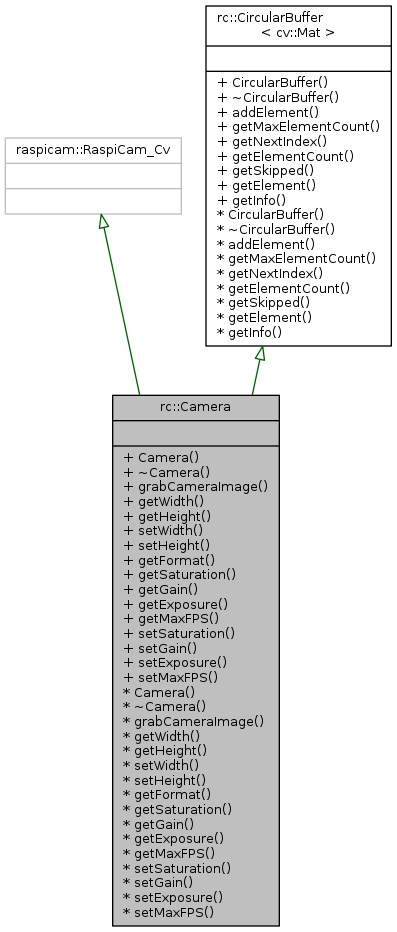 rc::CircularBuffer
< cv::Mat >
+ CircularBuffer()
+ ~CircularBuffer()
+ addElement()
+ getMaxElementCount()
+ getNextIndex()
+ getElementCount()
+ getSkipped()
+ getElement()
+ getInfo()
* CircularBuffer()
* ~CircularBuffer()
* addElement()
* getMaxElementCount()
* getNextIndex()
* getElementCount()
* getSkipped()
* getElement()
* getInfo()
raspicam::RaspiCam_Cv
rc::Camera
+ Camera()
+ ~Camera()
+ grabCameraImage()
+ getWidth()
+ getHeight()
+ setWidth()
+ setHeight()
+ getFormat()
+ getSaturation()
+ getGain()
+ getExposure()
+ getMaxFPS()
+ setSaturation()
+ setGain()
+ setExposure()
+ setMaxFPS()
* Camera()
* ~Camera()
* grabCameraImage()
* getWidth()
* getHeight()
* setWidth()
* setHeight()
* getFormat()
* getSaturation()
* getGain()
* getExposure()
* getMaxFPS()
* setSaturation()
* setGain()
* setExposure()
* setMaxFPS()